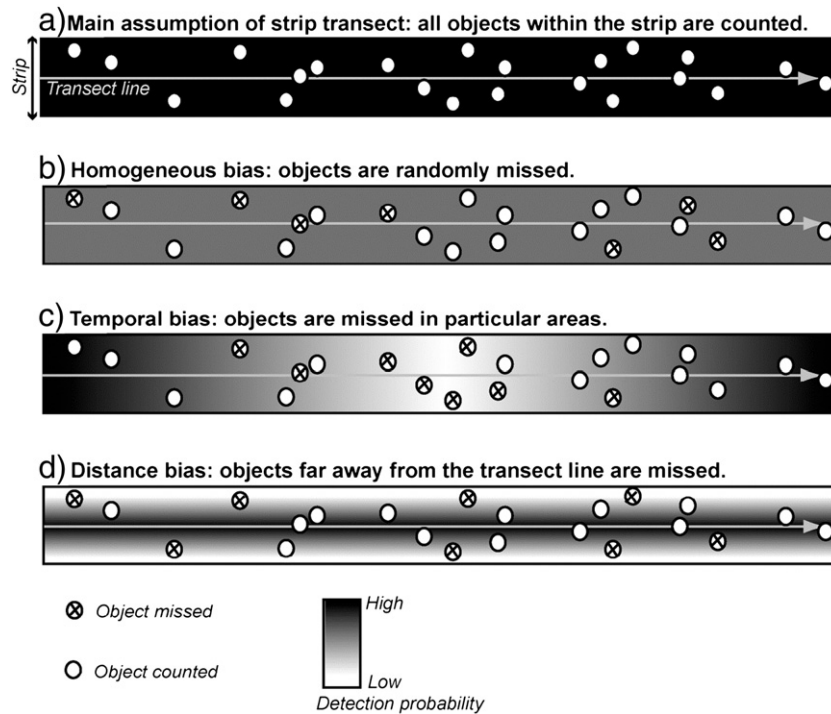 a) Main assumption of strip transect: all objects within the strip are counted.
Strip
Transect line
b) Homogeneous bias: objects are randomly missed.
c) Temporal bias: objects are missed in particular areas.
d) Distance bias: objects far away from the transect line are missed.
Object missed
Object counted
High
Low
Detection probability